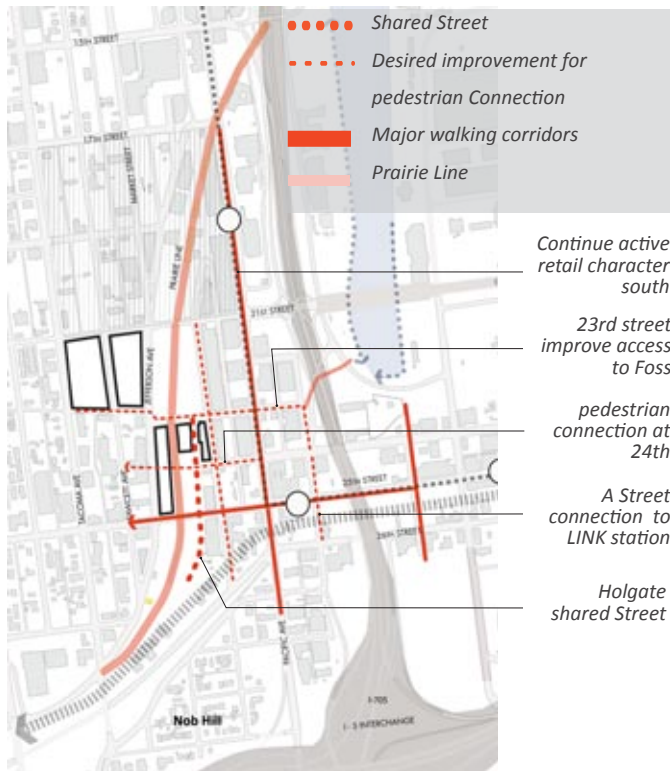 Shared Street
Desired improvement for
pedestrian Connection
Major walking corridors
Prairie Line
15TH STREET
17TH STREET
MARKET STREET
PRAIRIE LINE
21ST STREET
JEFFERSON AVE
TACOMA AVE
FAWCETT AVE
25TH STREET
26TH STREET
PACIFIC AVE
Nob Hill
I-705
I - 5 INTERCHANGE
Continue active
retail character
south
23rd street
improve access
to Foss
pedestrian
connection at
24th
A Street
connection to
LINK station
Holgate
shared Street